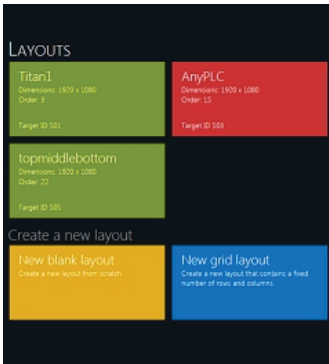 LAYOUTS
Titan1
Dimensions: 1920 x 1080
Order: 3
Target ID 501
AnyPLC
Dimensions: 1920 x 1080
Order: 15
Target ID 503
topmiddlebottom
Dimensions: 1920 x 1080
Order: 22
Target ID 505
Create a new layout
New blank layout
Create a new layout from scratch.
New grid layout
Create a new layout that contains a fixed
number of rows and columns.